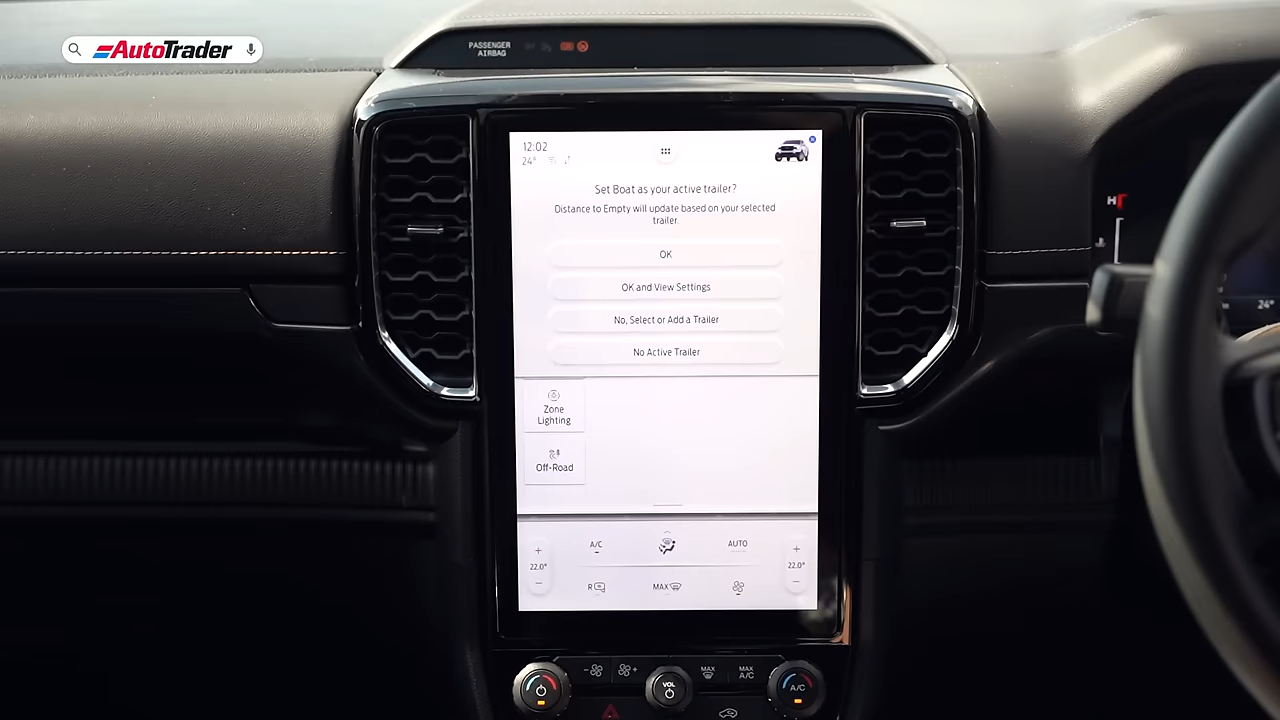 AutoTrader
PASSENGER
AIRBAG
12:02
24°
Set Boat as your active trailer?
Distance to Empty will update based on your selected
trailer.
OK
OK and View Settings
No, Select or Add a Trailer
No Active Trailer
Zone
Lighting
Off-Road
A/C
AUTO
+
22.0°
−
+
22.0°
−
R
MAX
H
24°
- +
VOL
MAX
MAX
A/C
A/C